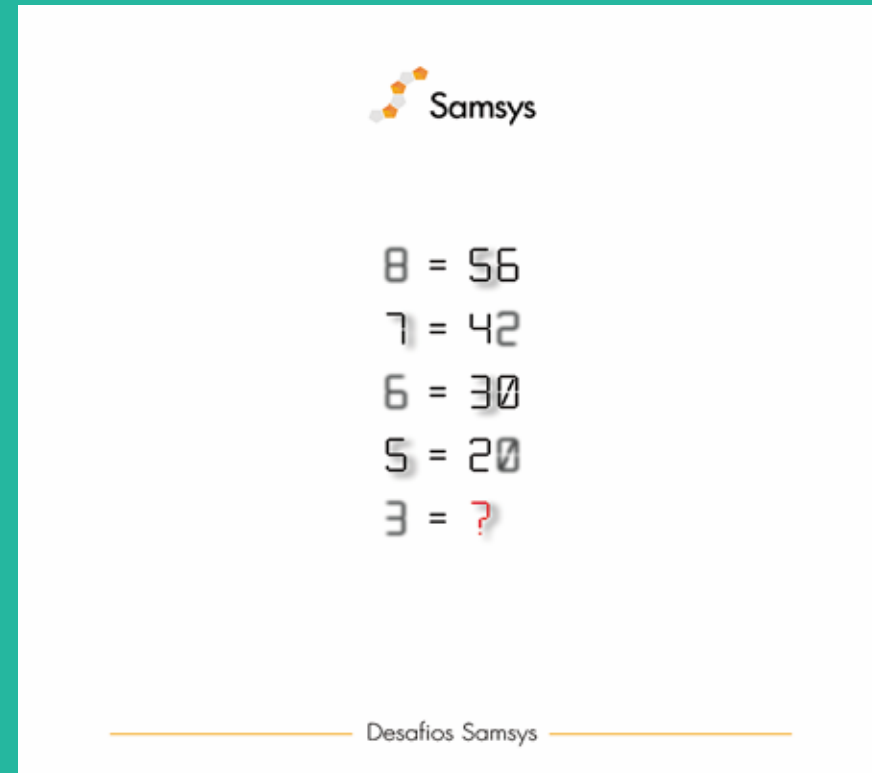 Samsys
8 = 56
7 = 42
6 = 30
5 = 20
3 = ?
Desafios Samsys